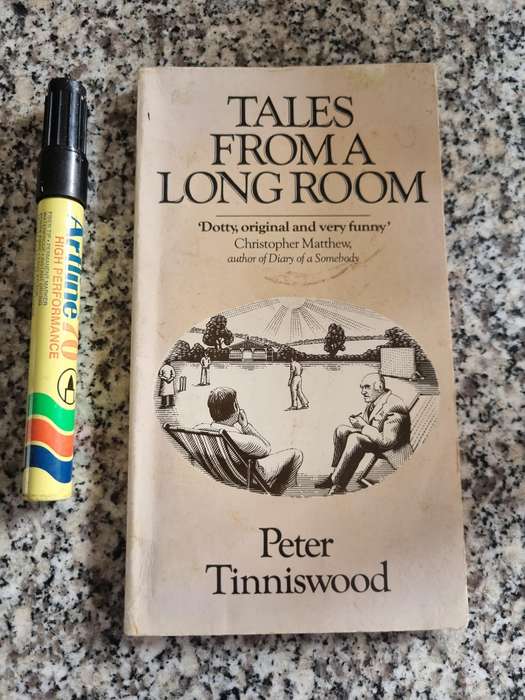 TALES
FROM A
LONG ROOM
'Dotty, original and very funny'
Christopher Matthew,
author of Diary of a Somebody
Peter
Tinniswood
Artline 70
HIGH PERFORMANCE